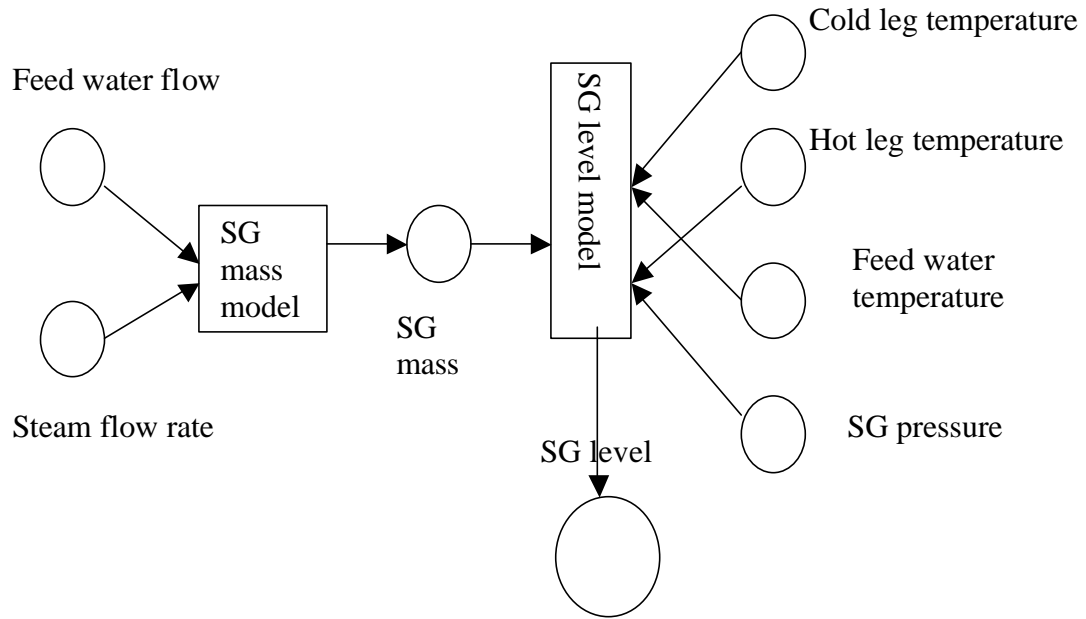 Cold leg temperature
Feed water flow
SG level model
Hot leg temperature
SG
mass
model
Feed water
temperature
SG
mass
Steam flow rate
SG pressure
SG level